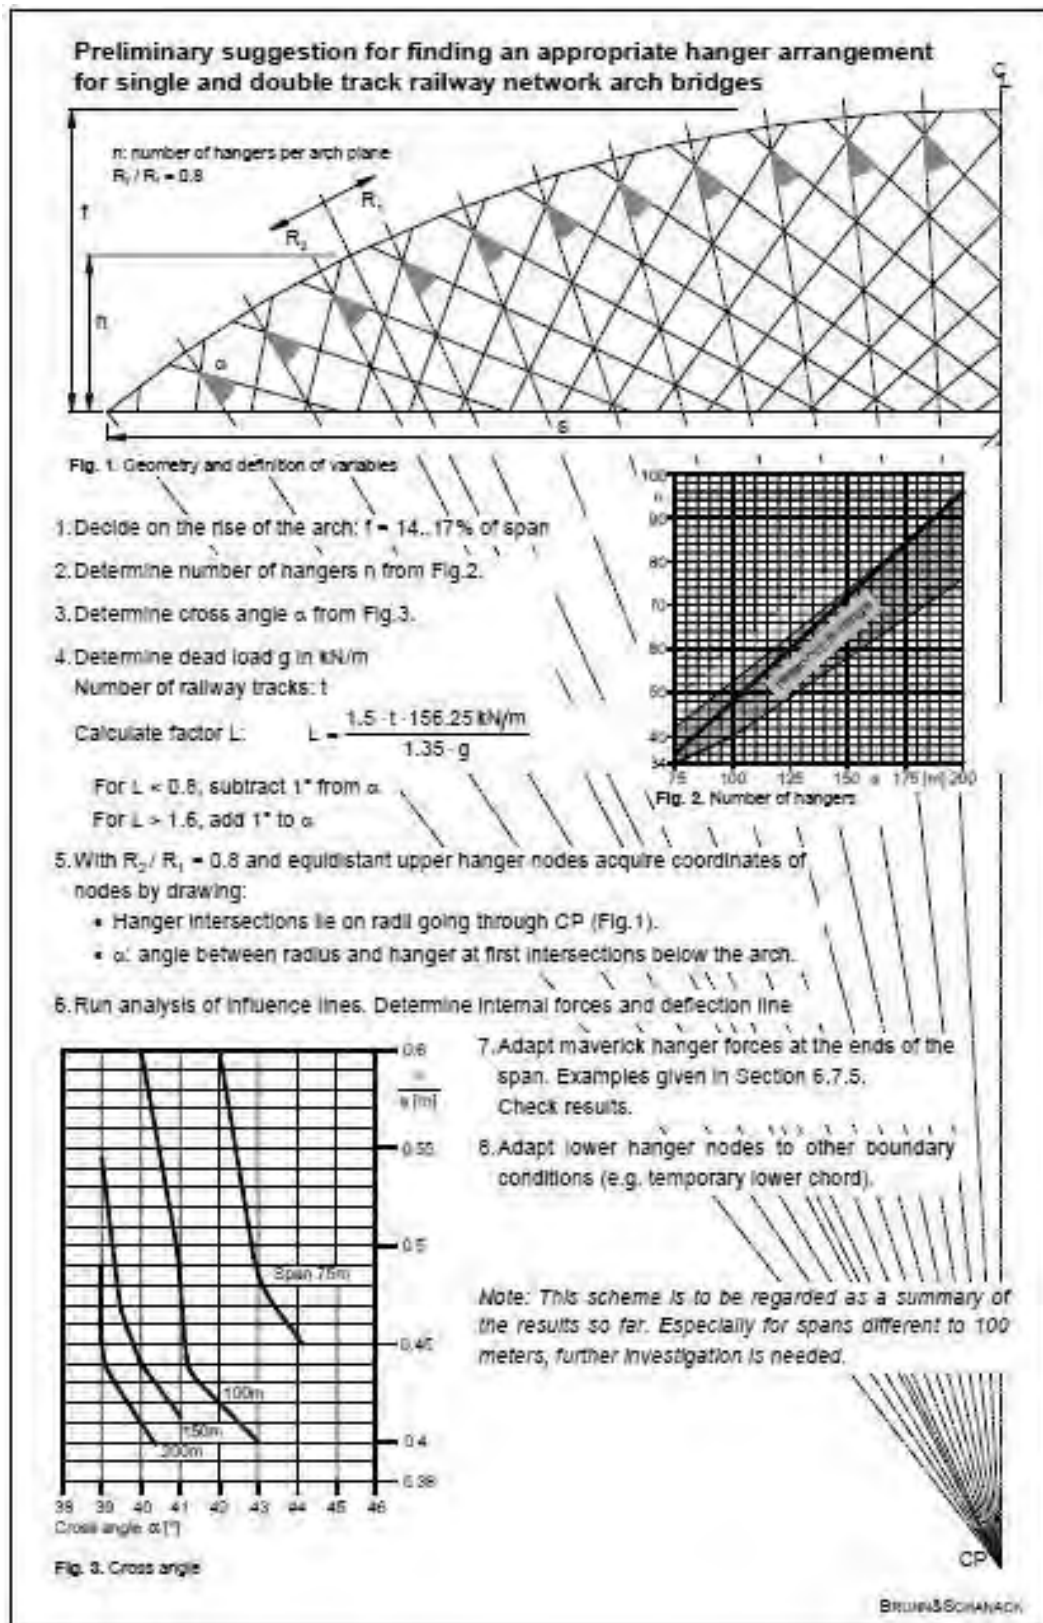 Preliminary suggestion for finding an appropriate hanger arrangement
for single and double track railway network arch bridges
n: number of hangers per arch plane
f
R₁
R₂
α
s
Fig. 1. Geometry and definition of variables
1. Decide on the rise of the arch: f = 14..17% of span
2. Determine number of hangers n from Fig.2.
3. Determine cross angle α from Fig.3.
4. Determine dead load g in kN/m
Number of railway tracks: t
Calculate factor L: L = 1.5 · t · 156.25 kN/m
1.35 · g
For L < 0.8, subtract 1° from α
For L > 1.6, add 1° to α
100
90
80
70
60
50
40
34
75 100 125 150 s 175 [m] 200
Fig. 2. Number of hangers
5. With R₂ / R₁ = 0.8 and equidistant upper hanger nodes acquire coordinates of
nodes by drawing:
• Hanger intersections lie on radii going through CP (Fig.1).
• α: angle between radius and hanger at first intersections below the arch.
6. Run analysis of influence lines. Determine internal forces and deflection line
7. Adapt maverick hanger forces at the ends of the
span. Examples given in Section 6.7.5.
Check results.
8. Adapt lower hanger nodes to other boundary
conditions (e.g. temporary lower chord).
Note: This scheme is to be regarded as a summary of
the results so far. Especially for spans different to 100
meters, further investigation is needed.
0.6
s [m]
0.55
0.5
Span 75m
0.45
100m
150m
200m
0.4
0.38
38 39 40 41 42 43 44 45 46
Cross angle α [°]
Fig. 3. Cross angle
CP
BRUNN&SCHANACK